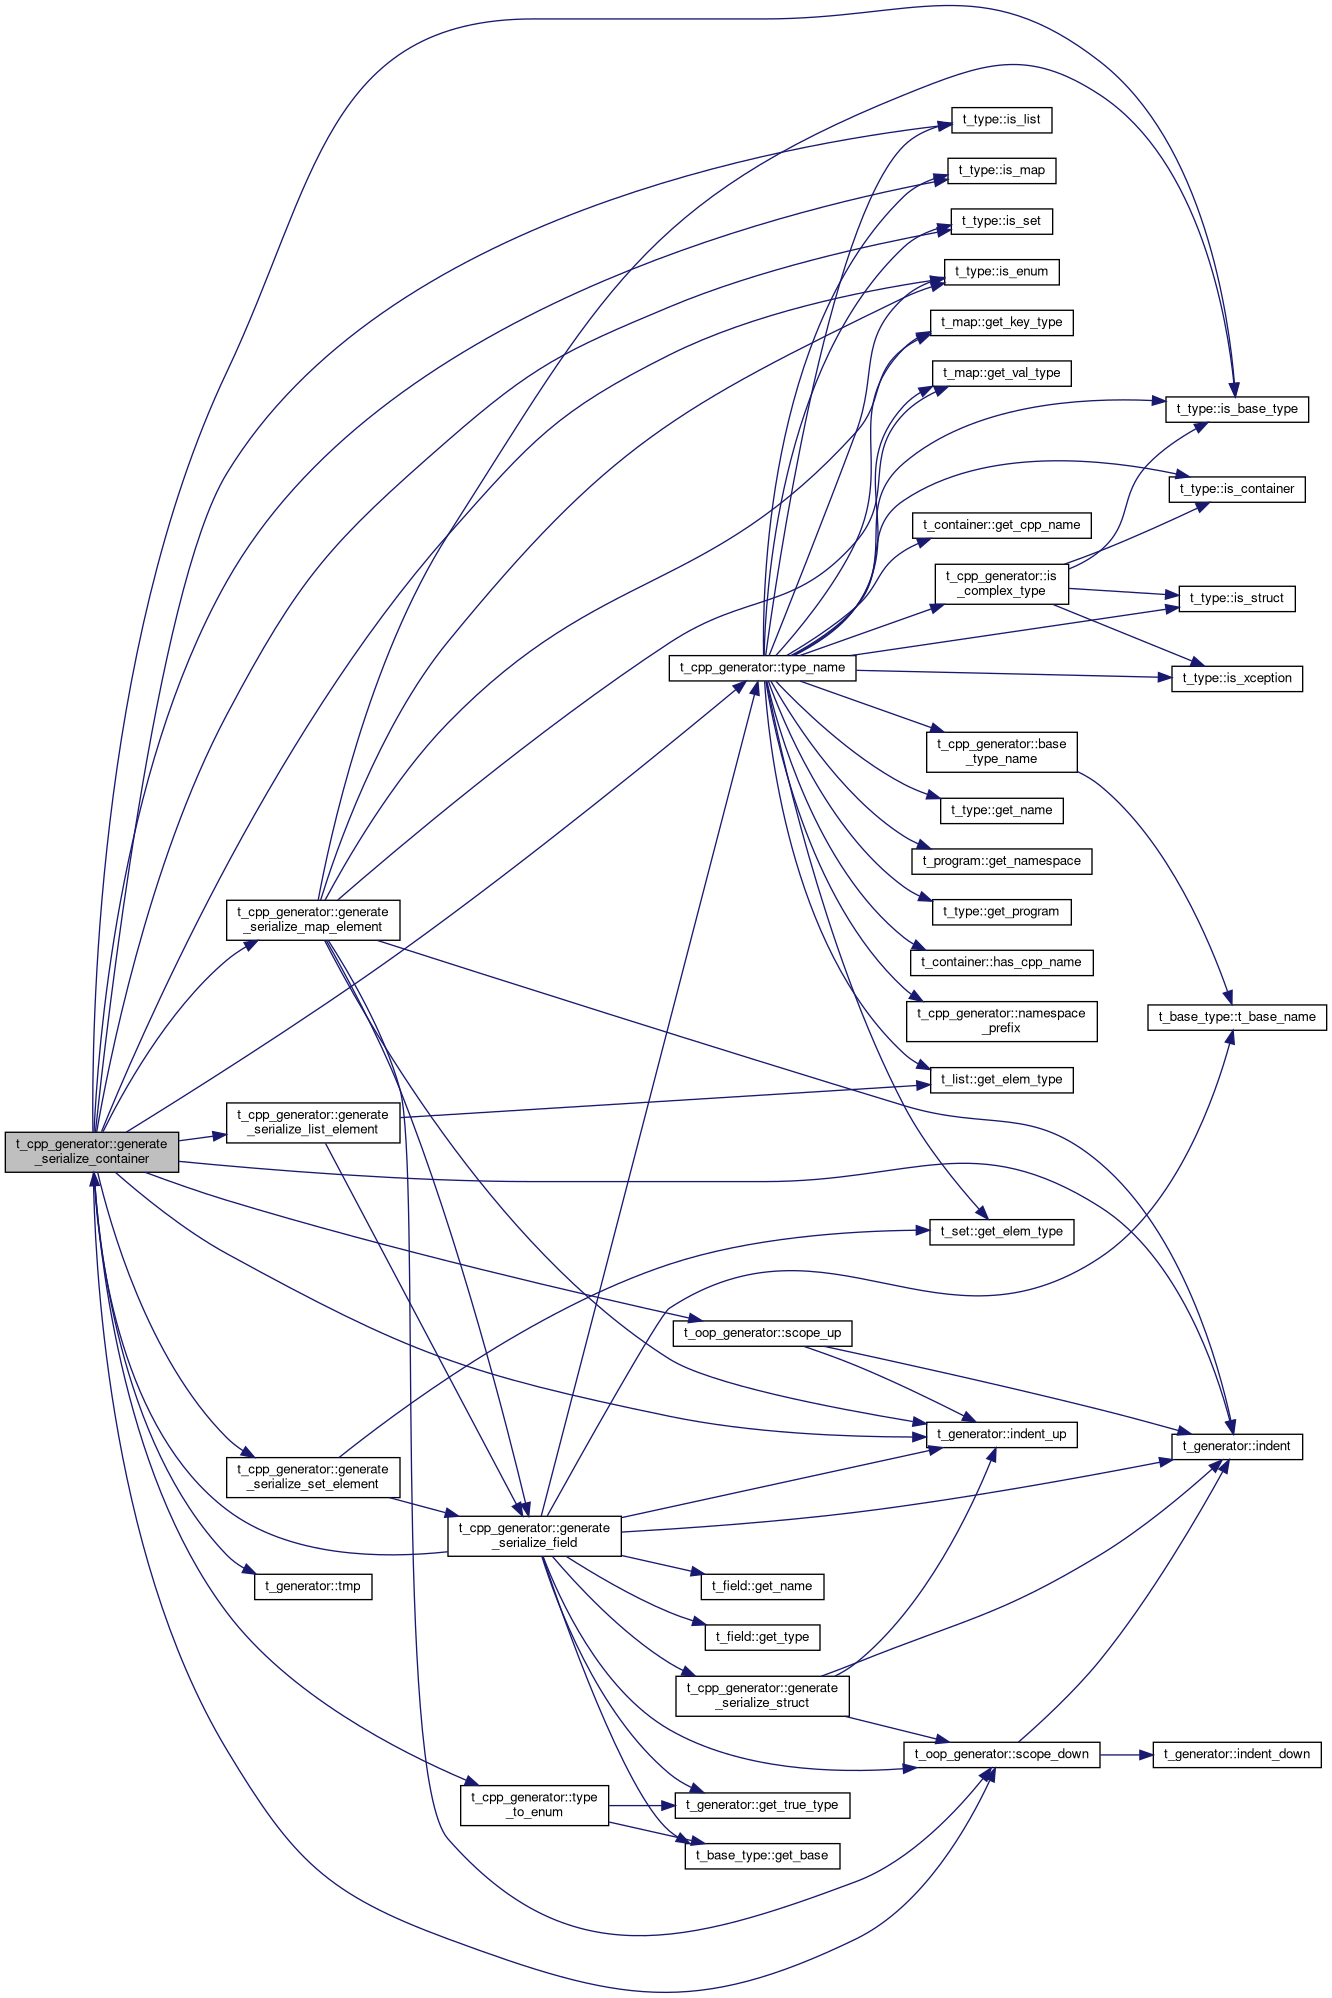 t_type::is_list
t_type::is_map
t_type::is_set
t_type::is_enum
t_map::get_key_type
t_map::get_val_type
t_type::is_base_type
t_type::is_container
t_container::get_cpp_name
t_cpp_generator::is
_complex_type
t_type::is_struct
t_cpp_generator::type_name
t_type::is_xception
t_cpp_generator::base
_type_name
t_type::get_name
t_program::get_namespace
t_type::get_program
t_cpp_generator::generate
_serialize_map_element
t_container::has_cpp_name
t_cpp_generator::namespace
_prefix
t_base_type::t_base_name
t_list::get_elem_type
t_cpp_generator::generate
_serialize_list_element
t_cpp_generator::generate
_serialize_container
t_set::get_elem_type
t_oop_generator::scope_up
t_generator::indent_up
t_generator::indent
t_cpp_generator::generate
_serialize_set_element
t_cpp_generator::generate
_serialize_field
t_generator::tmp
t_field::get_name
t_field::get_type
t_cpp_generator::generate
_serialize_struct
t_oop_generator::scope_down
t_generator::indent_down
t_cpp_generator::type
_to_enum
t_generator::get_true_type
t_base_type::get_base